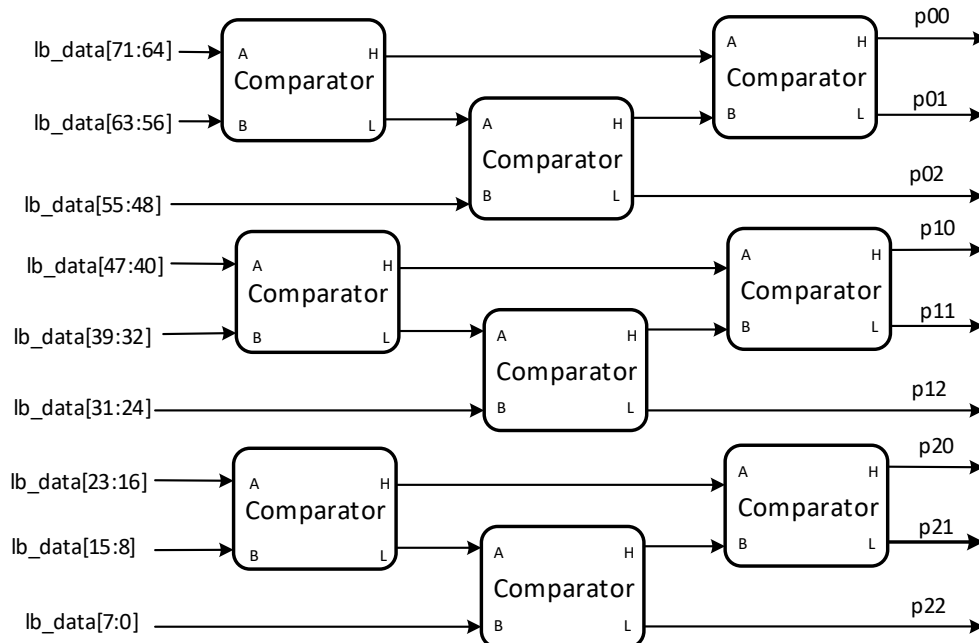 lb_data[71:64]
A
H
Comparator
B
L
A
H
Comparator
B
L
p00
p01
lb_data[63:56]
A
H
Comparator
B
L
p02
lb_data[55:48]
lb_data[47:40]
A
H
Comparator
B
L
A
H
Comparator
B
L
p10
p11
lb_data[39:32]
A
H
Comparator
B
L
p12
lb_data[31:24]
lb_data[23:16]
A
H
Comparator
B
L
A
H
Comparator
B
L
p20
p21
lb_data[15:8]
A
H
Comparator
B
L
p22
lb_data[7:0]